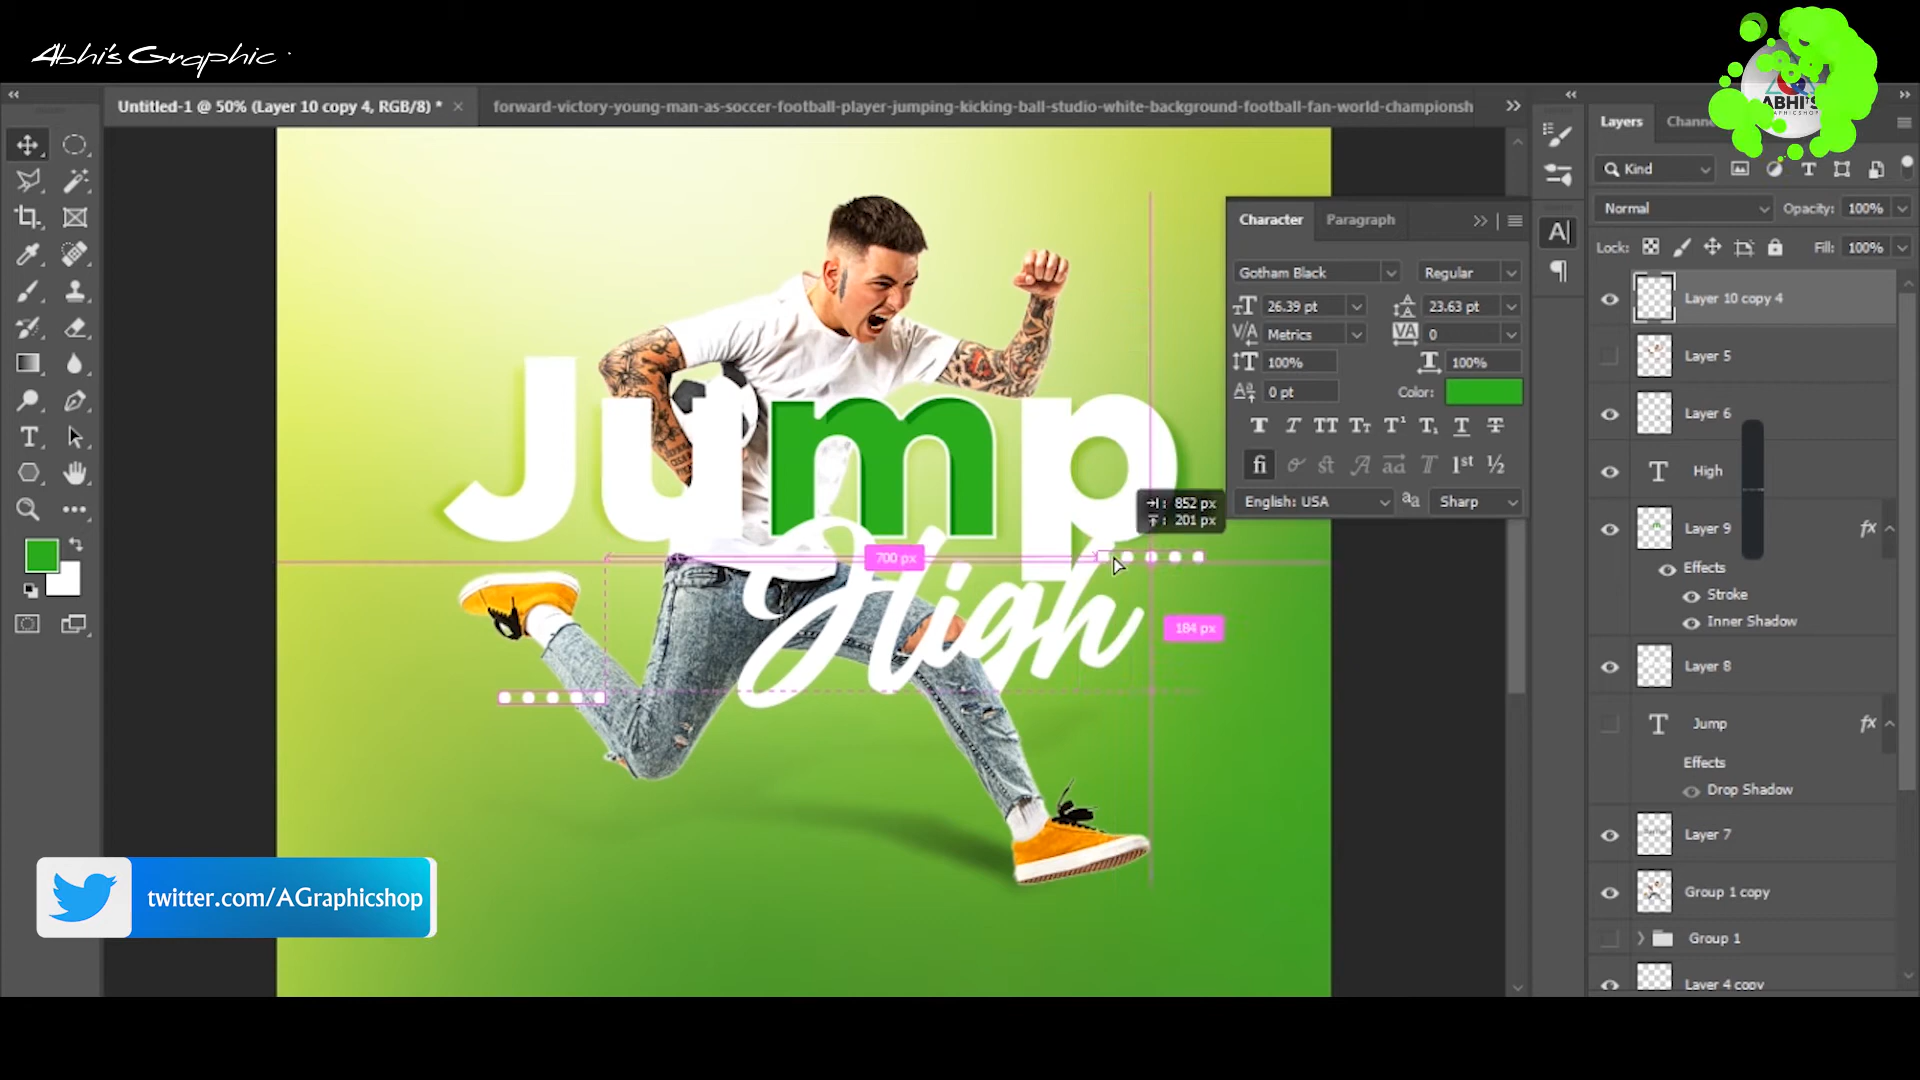 Abhi's Graphic
Untitled-1 @ 50% (Layer 10 copy 4, RGB/8) *
forward-victory-young-man-as-soccer-football-player-jumping-kicking-ball-studio-white-background-football-fan-world-championsh
ABHI'S
GRAPHICSHOP
Layers
Chann
Kind
Normal
Opacity: 100%
Lock:
Fill: 100%
Character
Paragraph
Gotham Black
Regular
26.39 pt
23.63 pt
Metrics
0
100%
100%
0 pt
Color:
English: USA
Sharp
Jump
High
852 px
201 px
700 px
184 px
Layer 10 copy 4
Layer 5
Layer 6
High
Layer 9
fx
Effects
Stroke
Inner Shadow
Layer 8
Jump
fx
Effects
Drop Shadow
Layer 7
Group 1 copy
Group 1
Layer 4 copy
twitter.com/AGraphicshop